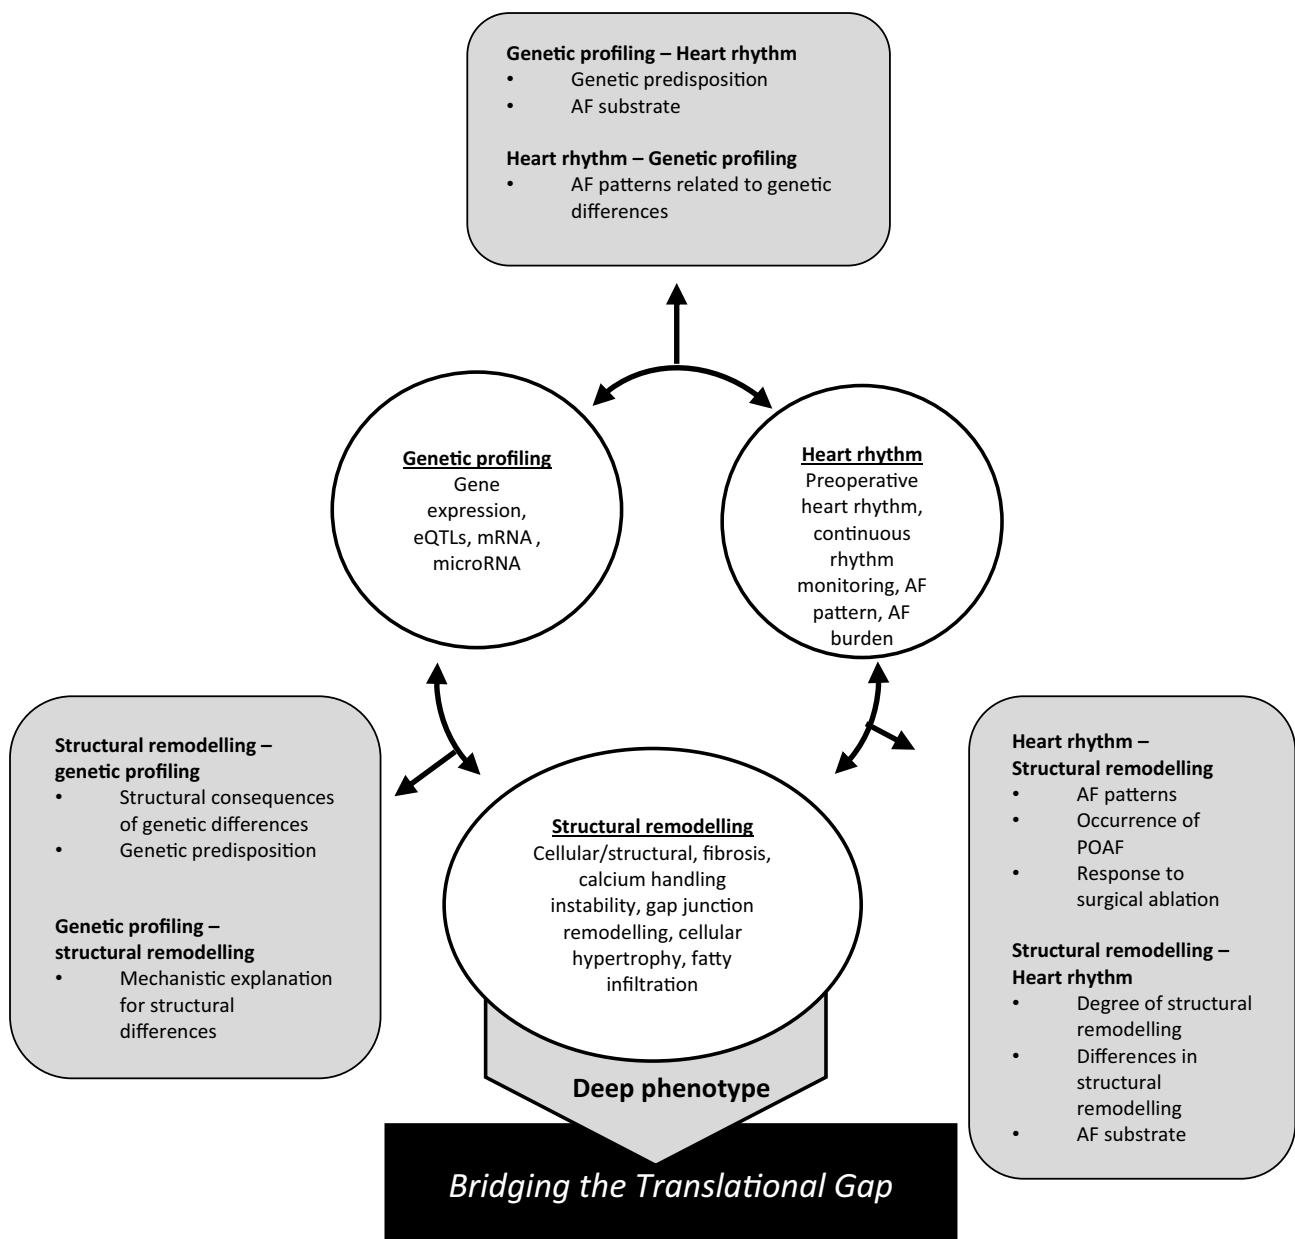 Genetic profiling – Heart rhythm
• Genetic predisposition
• AF substrate
Heart rhythm – Genetic profiling
• AF patterns related to genetic
differences
Genetic profiling
Gene
expression,
eQTLs, mRNA ,
microRNA
Heart rhythm
Preoperative
heart rhythm,
continuous
rhythm
monitoring, AF
pattern, AF
burden
Structural remodelling –
genetic profiling
• Structural consequences
of genetic differences
• Genetic predisposition
Genetic profiling –
structural remodelling
• Mechanistic explanation
for structural
differences
Structural remodelling
Cellular/structural, fibrosis,
calcium handling
instability, gap junction
remodelling, cellular
hypertrophy, fatty
infiltration
Heart rhythm –
Structural remodelling
• AF patterns
• Occurrence of
POAF
• Response to
surgical ablation
Structural remodelling –
Heart rhythm
• Degree of structural
remodelling
• Differences in
structural
remodelling
• AF substrate
Deep phenotype
Bridging the Translational Gap